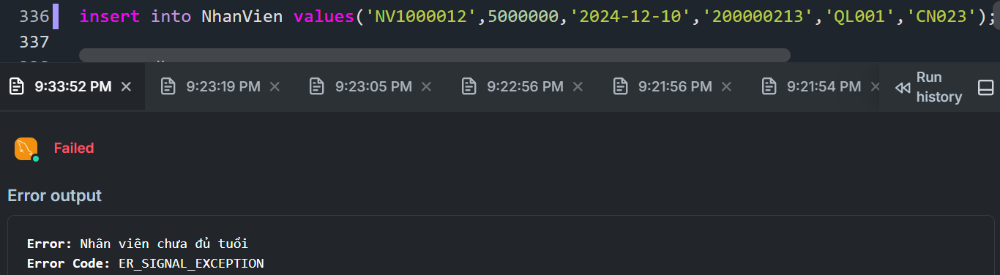 336 insert into NhanVien values('NV1000012',5000000,'2024-12-10','200000213','QL001','CN023');
337
9:33:52 PM × 9:23:19 PM × 9:23:05 PM × 9:22:56 PM × 9:21:56 PM × 9:21:54 PM × Run history
Failed
Error output
Error: Nhân viên chưa đủ tuổi
Error Code: ER_SIGNAL_EXCEPTION